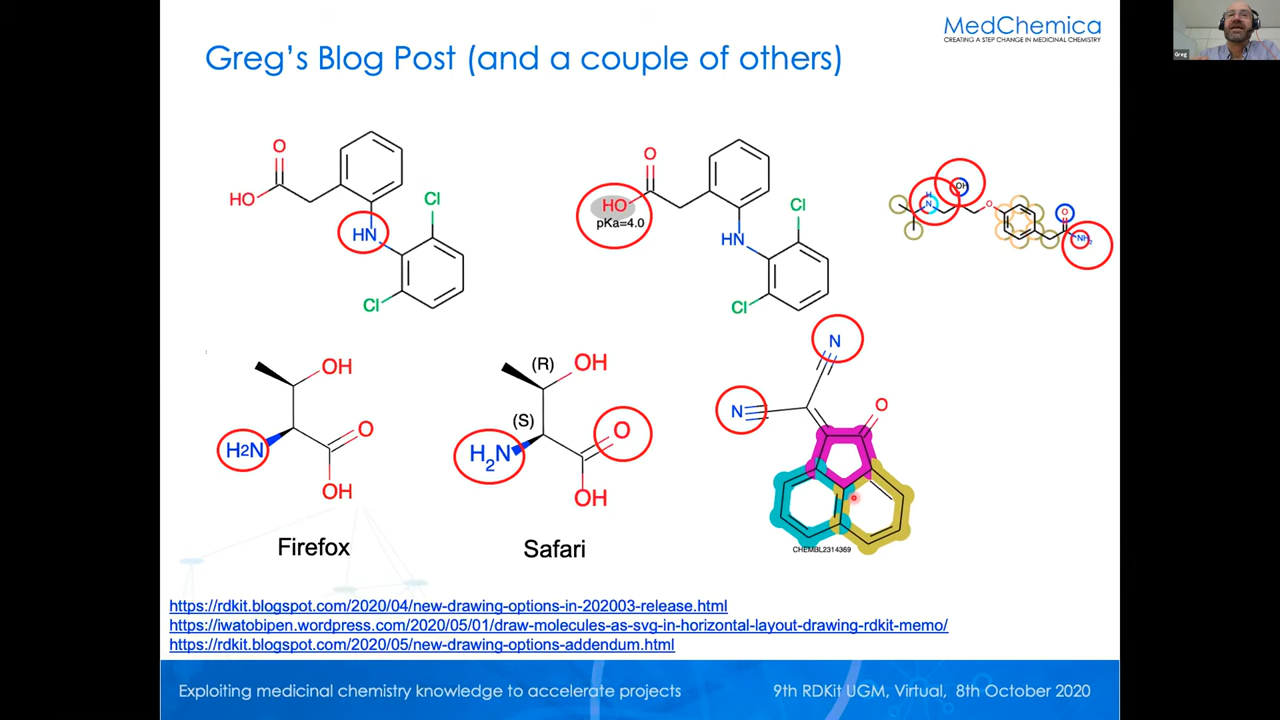 MedChemica
CREATING A STEP CHANGE IN MEDICINAL CHEMISTRY
Greg
Greg's Blog Post (and a couple of others)
O
HO
Cl
HN
Cl
O
HO
pKa=4.0
Cl
HN
Cl
OH
H
N
O
O
NH2
OH
H2N
O
OH
Firefox
(R)
OH
(S)
O
H2N
OH
Safari
N
N
O
CHEMBL2314369
https://rdkit.blogspot.com/2020/04/new-drawing-options-in-202003-release.html
https://iwatobipen.wordpress.com/2020/05/01/draw-molecules-as-svg-in-horizontal-layout-drawing-rdkit-memo/
https://rdkit.blogspot.com/2020/05/new-drawing-options-addendum.html
Exploiting medicinal chemistry knowledge to accelerate projects
9th RDKit UGM, Virtual, 8th October 2020